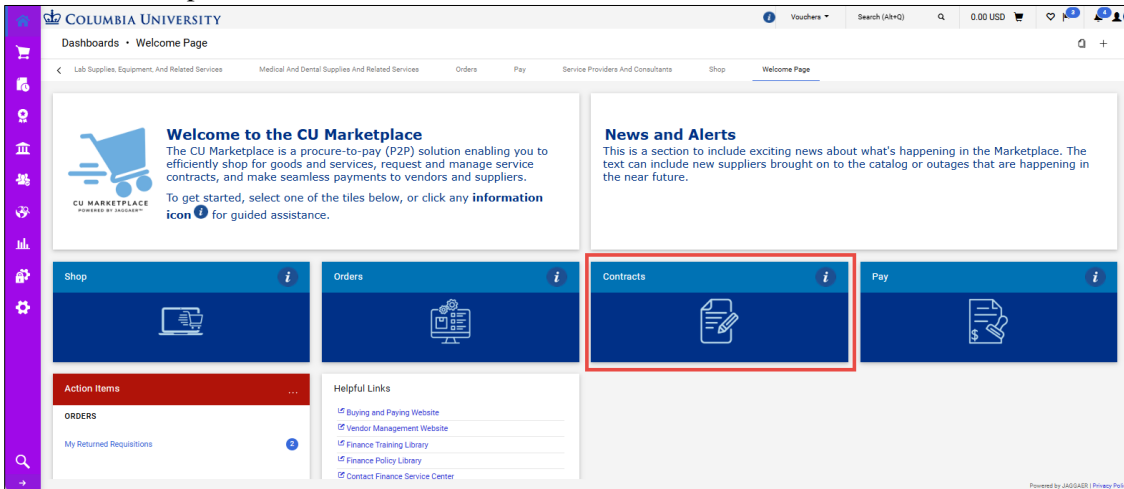 COLUMBIA UNIVERSITY
Vouchers
Search (Alt+Q)
0.00 USD
Dashboards • Welcome Page
Lab Supplies, Equipment, And Related Services
Medical And Dental Supplies And Related Services
Orders
Pay
Service Providers And Consultants
Shop
Welcome Page
CU MARKETPLACE
POWERED BY JAGGAER™
Welcome to the CU Marketplace
The CU Marketplace is a procure-to-pay (P2P) solution enabling you to
efficiently shop for goods and services, request and manage service
contracts, and make seamless payments to vendors and suppliers.
To get started, select one of the tiles below, or click any information
icon i for guided assistance.
News and Alerts
This is a section to include exciting news about what's happening in the Marketplace. The
text can include new suppliers brought on to the catalog or outages that are happening in
the near future.
Shop
Orders
Contracts
Pay
Action Items
...
ORDERS
My Returned Requisitions
2
Helpful Links
Buying and Paying Website
Vendor Management Website
Finance Training Library
Finance Policy Library
Contact Finance Service Center
Powered by JAGGAER | Privacy Poli